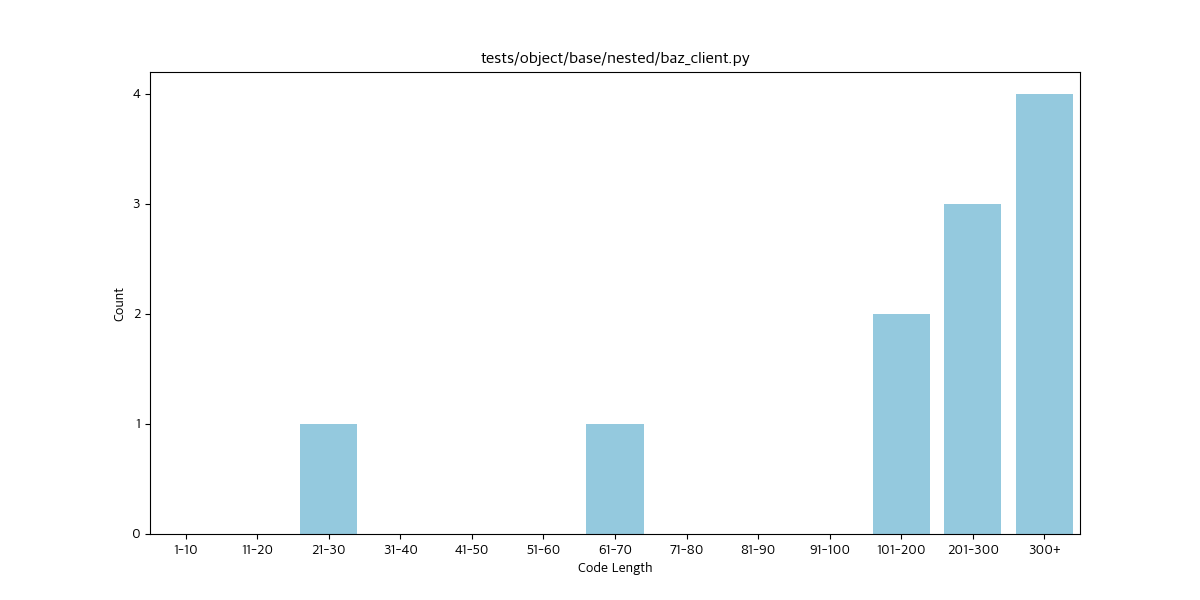 tests/object/base/nested/baz_client.py
4
3
2
1
0
Count
1-10 11-20 21-30 31-40 41-50 51-60 61-70 71-80 81-90 91-100 101-200 201-300 300+
Code Length